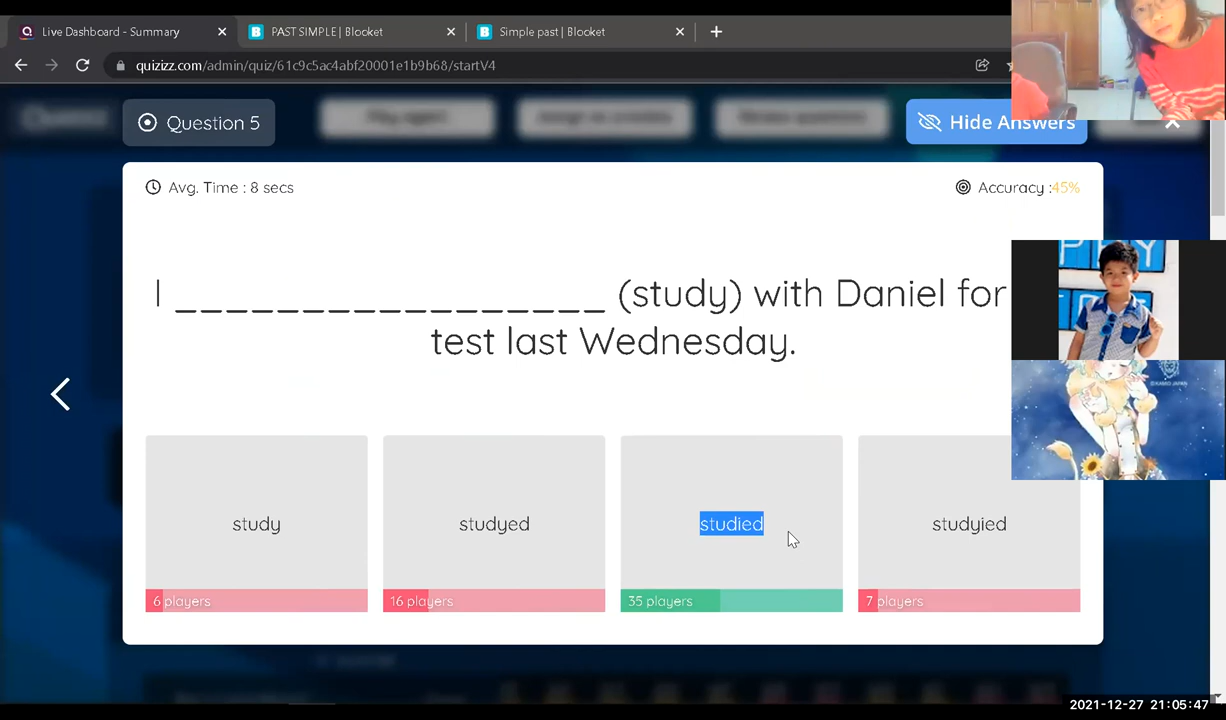 Live Dashboard - Summary
PAST SIMPLE | Blooket
Simple past | Blooket
quizizz.com/admin/quiz/61c9c5ac4abf20001e1b9b68/startV4
Question 5
Hide Answers
Avg. Time : 8 secs
Accuracy :45%
I _________________ (study) with Daniel for
test last Wednesday.
study
studyed
studied
studyied
6 players
16 players
35 players
7 players
2021-12-27 21:05:47